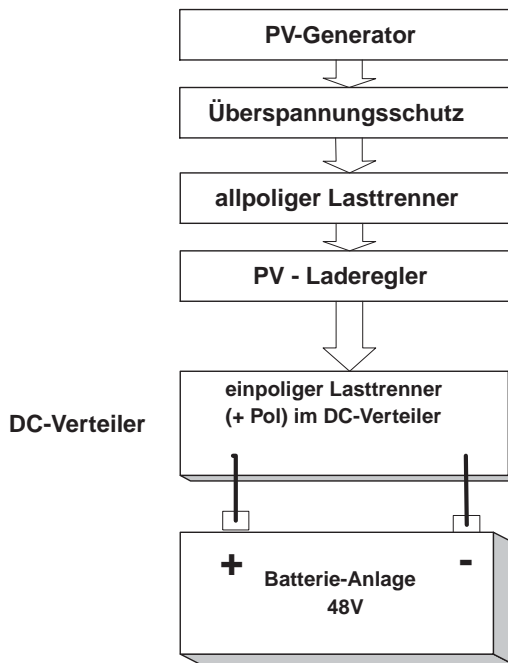 PV-Generator
Überspannungsschutz
allpoliger Lasttrenner
PV - Laderegler
einpoliger Lasttrenner
(+ Pol) im DC-Verteiler
DC-Verteiler
+ -
Batterie-Anlage
48V